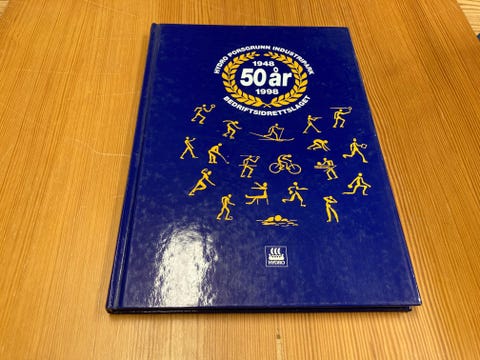 HYDRO PORSGRUNN INDUSTRIPARK
1948
50 år
1998
BEDRIFTSIDRETTSLAGET
HYDRO